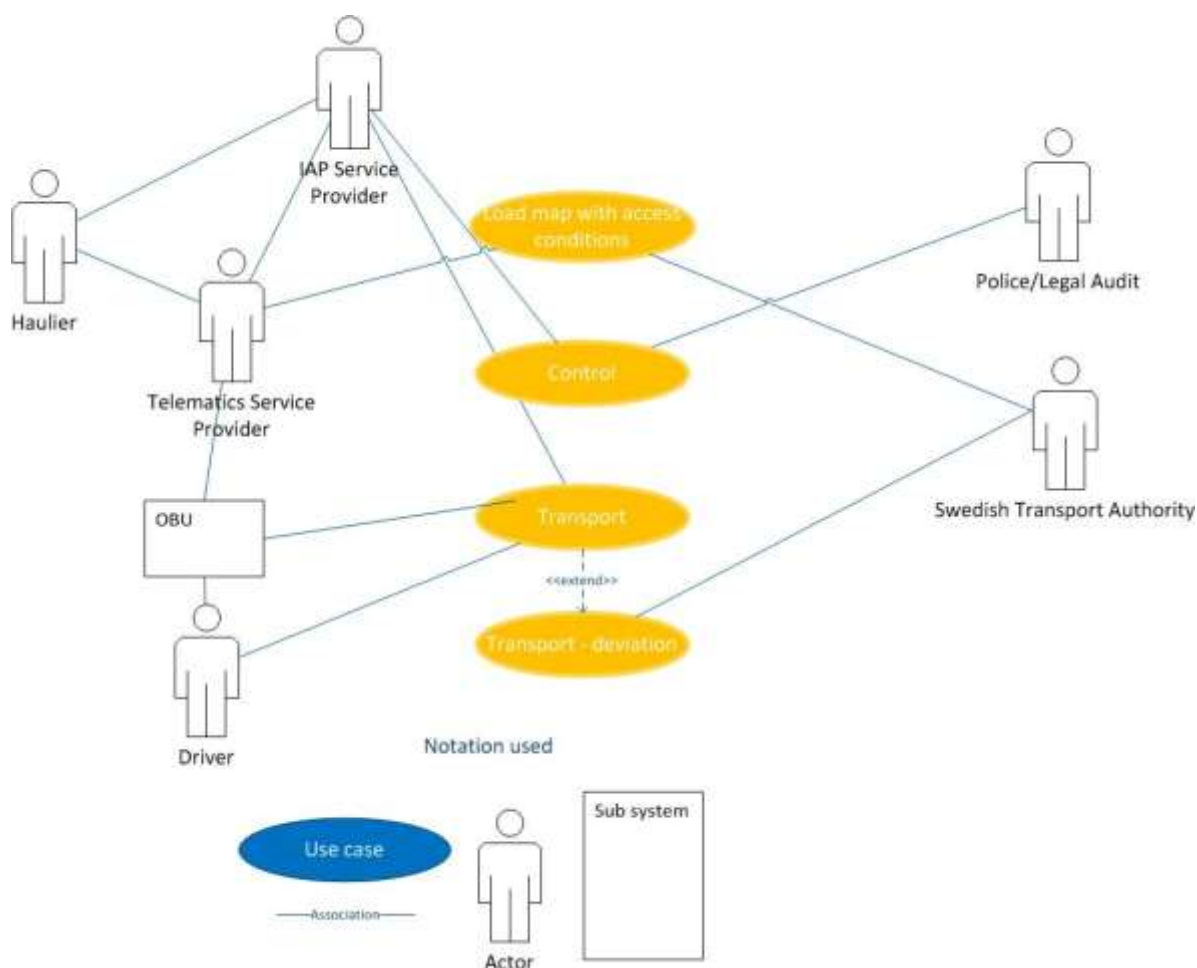 IAP Service
Provider
Haulier
Load map with access
conditions
Police/Legal Audit
Telematics Service
Provider
Control
OBU
Transport
Swedish Transport Authority
<<extend>>
Transport - deviation
Driver
Notation used
Sub system
Use case
Association
Actor